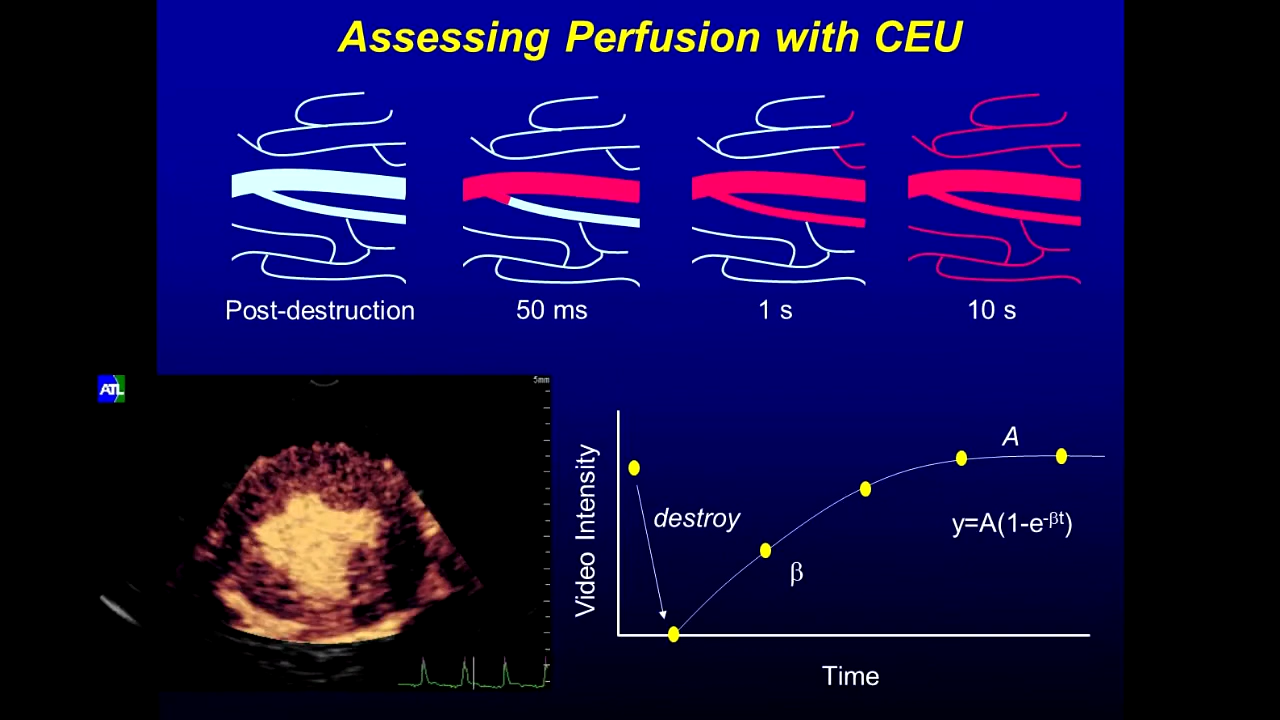 Assessing Perfusion with CEU
Post-destruction
50 ms
1 s
10 s
ATL
5mm
Video Intensity
destroy
A
y=A(1-e-βt)
β
Time